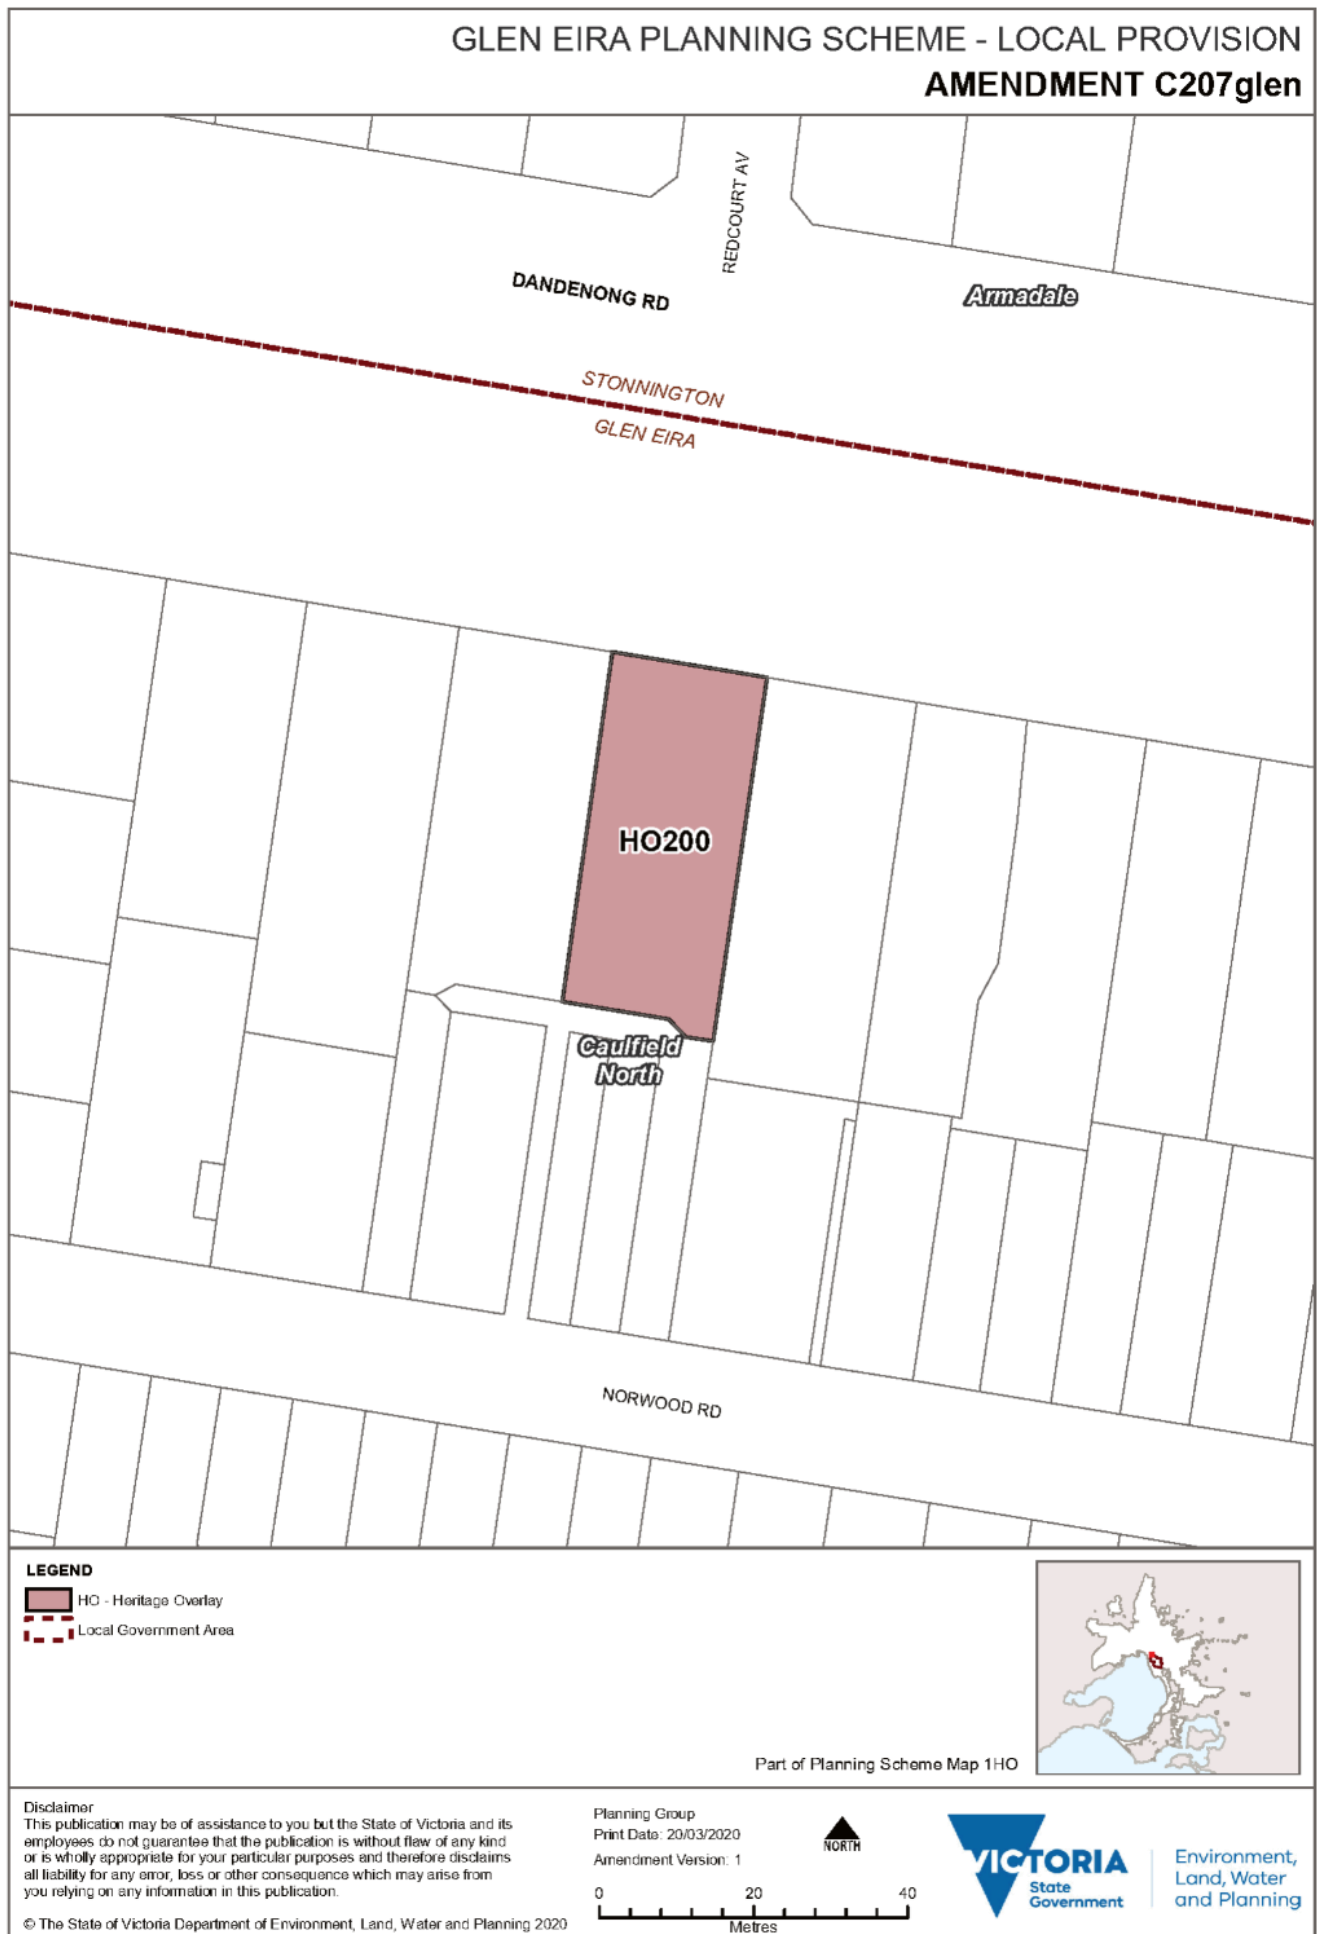 GLEN EIRA PLANNING SCHEME - LOCAL PROVISION
AMENDMENT C207glen
REDCOURT AV
DANDENONG RD
Armadale
STONNINGTON
GLEN EIRA
HO200
Caulfield
North
NORWOOD RD
LEGEND
HO - Heritage Overlay
Local Government Area
Part of Planning Scheme Map 1HO
Disclaimer
This publication may be of assistance to you but the State of Victoria and its
employees do not guarantee that the publication is without flaw of any kind
or is wholly appropriate for your particular purposes and therefore disclaims
all liability for any error, loss or other consequence which may arise from
you relying on any information in this publication.
© The State of Victoria Department of Environment, Land, Water and Planning 2020
Planning Group
Print Date: 20/03/2020
Amendment Version: 1
NORTH
0 20 40
Metres
VICTORIA
State
Government
Environment,
Land, Water
and Planning